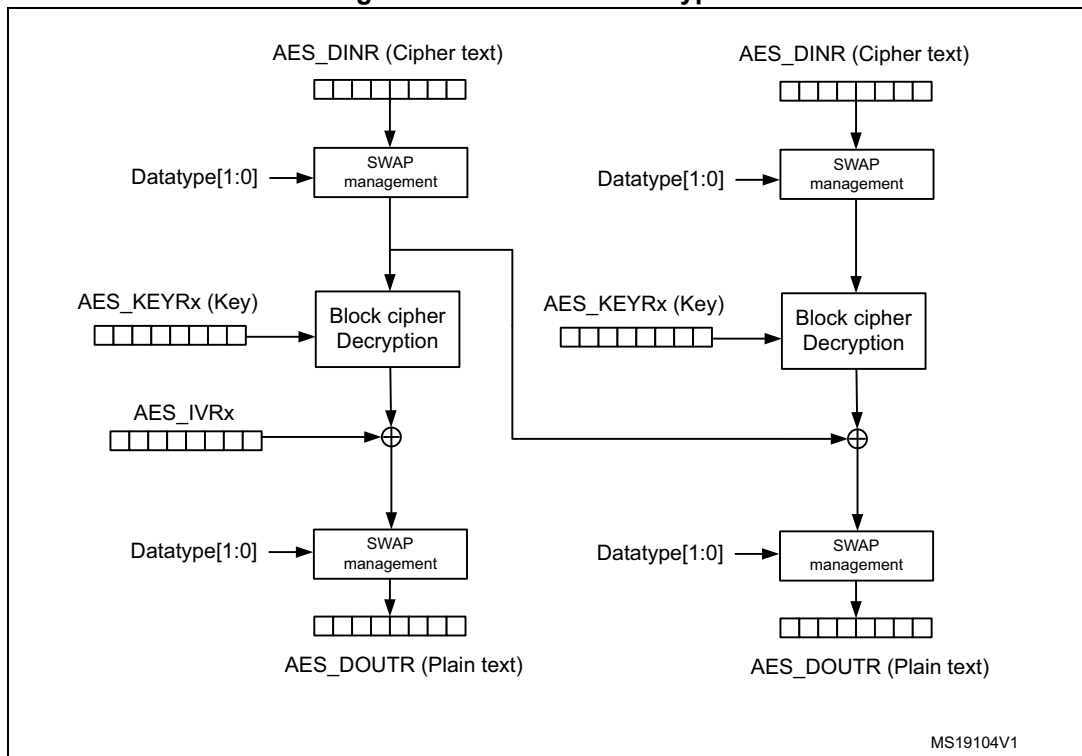 AES_DINR (Cipher text)
SWAP
management
Datatype[1:0]
AES_KEYRx (Key)
Block cipher
Decryption
AES_IVRx
Datatype[1:0]
SWAP
management
AES_DOUTR (Plain text)
AES_DINR (Cipher text)
SWAP
management
Datatype[1:0]
AES_KEYRx (Key)
Block cipher
Decryption
Datatype[1:0]
SWAP
management
AES_DOUTR (Plain text)
MS19104V1